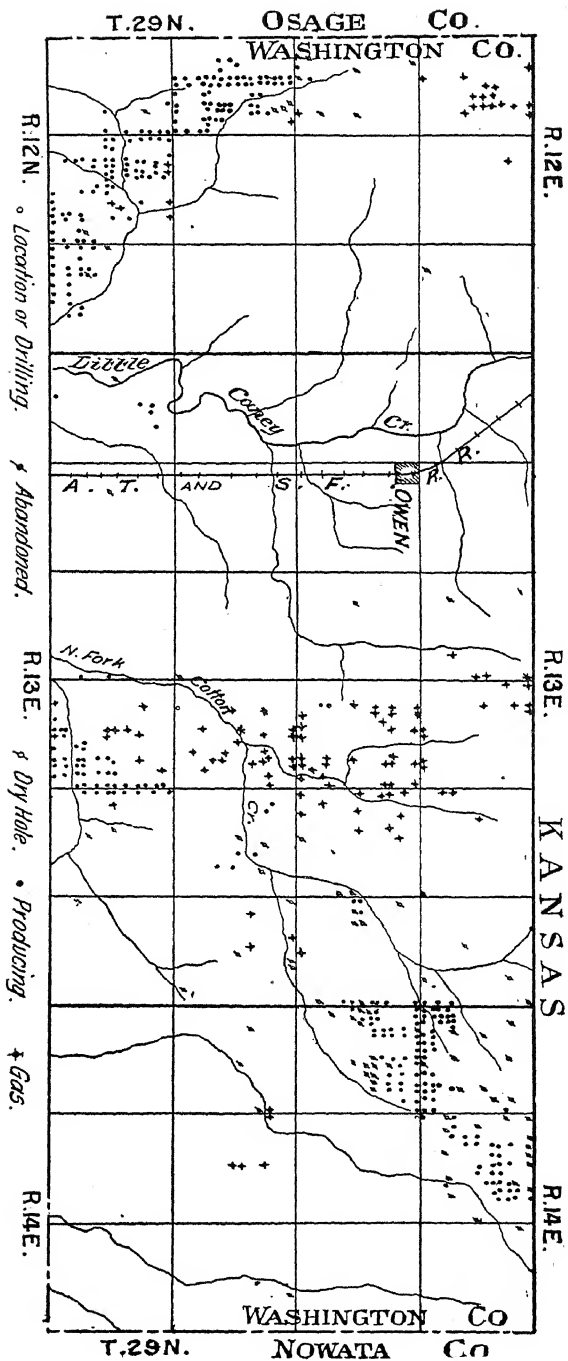 T.29N. OSAGE CO.
WASHINGTON CO.
R.12N.
R.12E.
Little
Caney
Cr.
A. T. AND S. F. R. R.
OWEN
R.13E.
R.13E.
N. Fork
Cotton
Cr.
KANSAS
R.14E.
R.14E.
Location or Drilling. Abandoned. Dry Hole. Producing. Gas.
WASHINGTON CO
T.29N. NOWATA CO